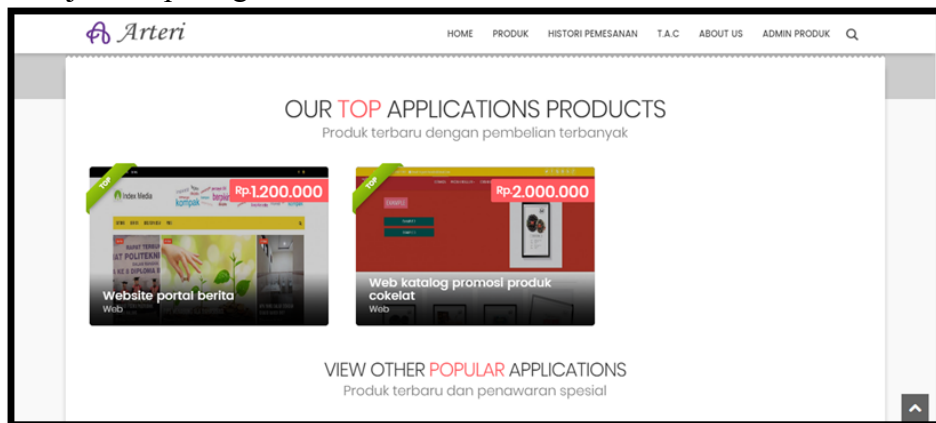 Arteri
HOME PRODUK HISTORI PEMESANAN T.A.C ABOUT US ADMIN PRODUK
OUR TOP APPLICATIONS PRODUCTS
Produk terbaru dengan pembelian terbanyak
TOP
Index Media
kompak
Rp.1.200.000
Website portal berita
Web
TOP
Rp.2.000.000
Web katalog promosi produk
cokelat
Web
VIEW OTHER POPULAR APPLICATIONS
Produk terbaru dan penawaran spesial